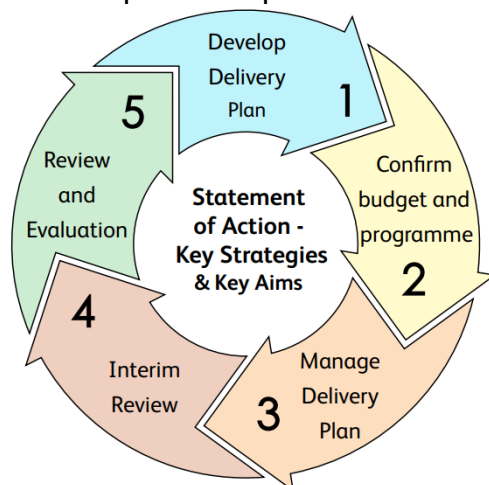 Develop
Delivery
Plan
1
Confirm
budget and
programme
2
Manage
Delivery
Plan
3
Interim
Review
4
Review
and
Evaluation
5
Statement
of Action -
Key Strategies
& Key Aims